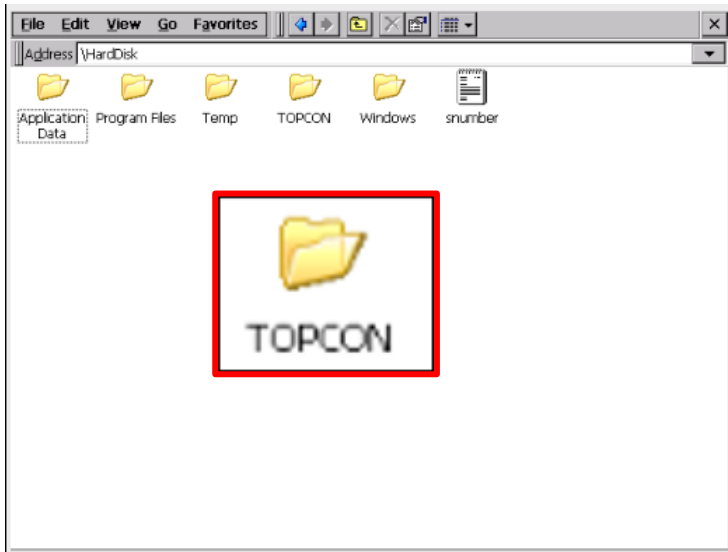 File Edit View Go Favorites
Address \HardDisk
Application Data Program Files Temp TOPCON Windows snumber
TOPCON